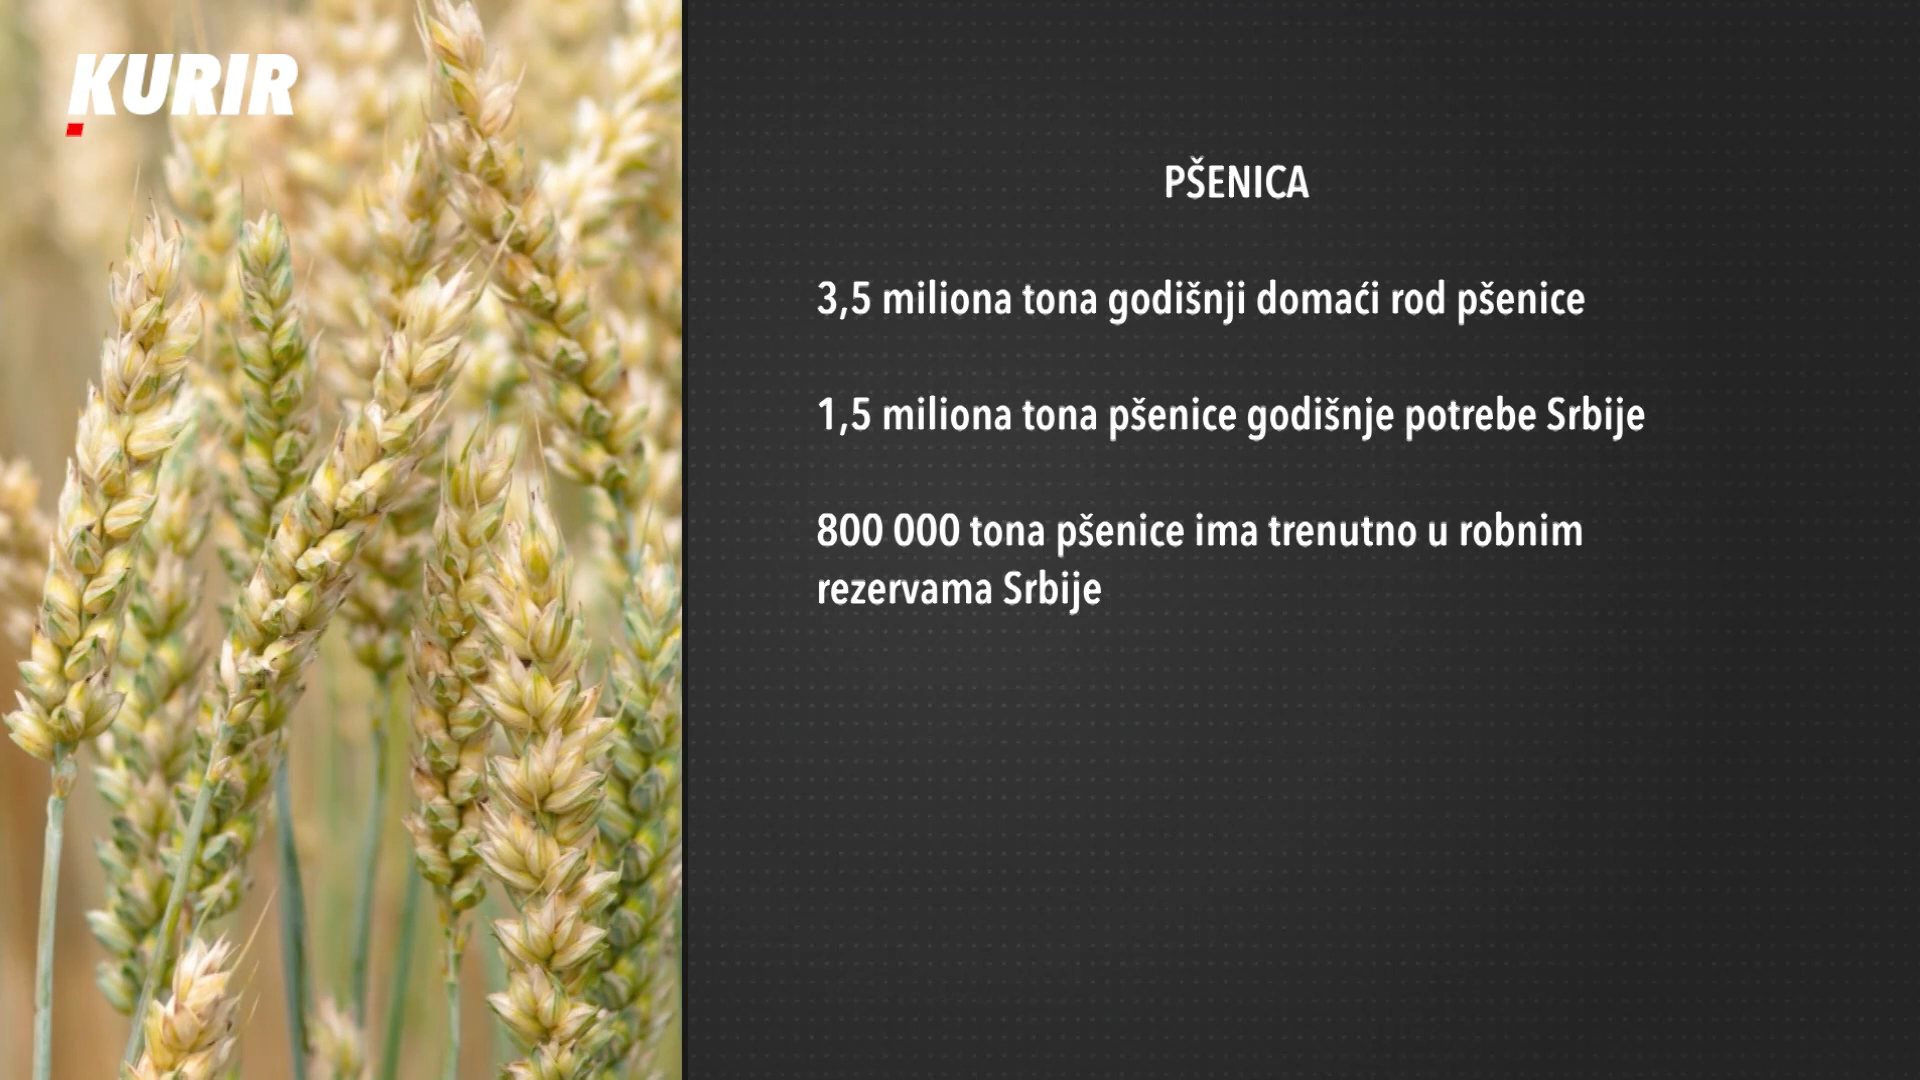 KURIR
PŠENICA
3,5 miliona tona godišnji domaći rod pšenice
1,5 miliona tona pšenice godišnje potrebe Srbije
800 000 tona pšenice ima trenutno u robnim
rezervama Srbije